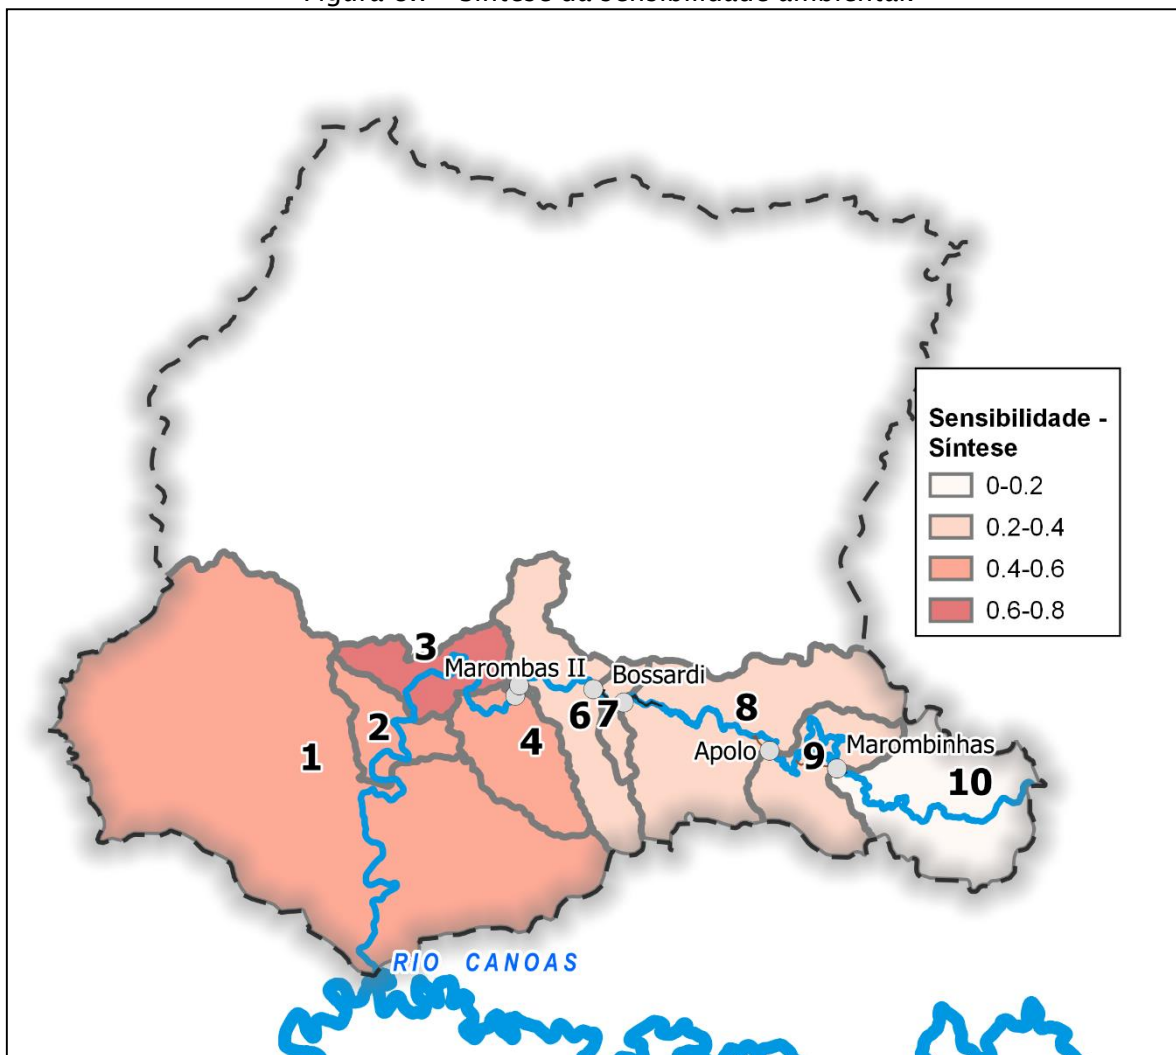 Sensibilidade -
Síntese
0-0.2
0.2-0.4
0.4-0.6
0.6-0.8
3
Marombas II
Bossardi
6
7
8
2
4
1
Apolo
9
Marombinhas
10
RIO CANOAS